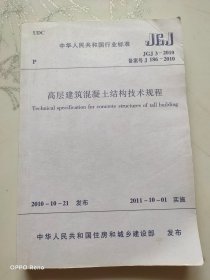 UDC
中华人民共和国行业标准
JGJ
JGJ 3-2010
P
备案号 J 186-2010
高层建筑混凝土结构技术规程
Technical specification for concrete structures of tall building
2010-10-21 发布
2011-10-01 实施
中华人民共和国住房和城乡建设部 发布
OPPO Reno